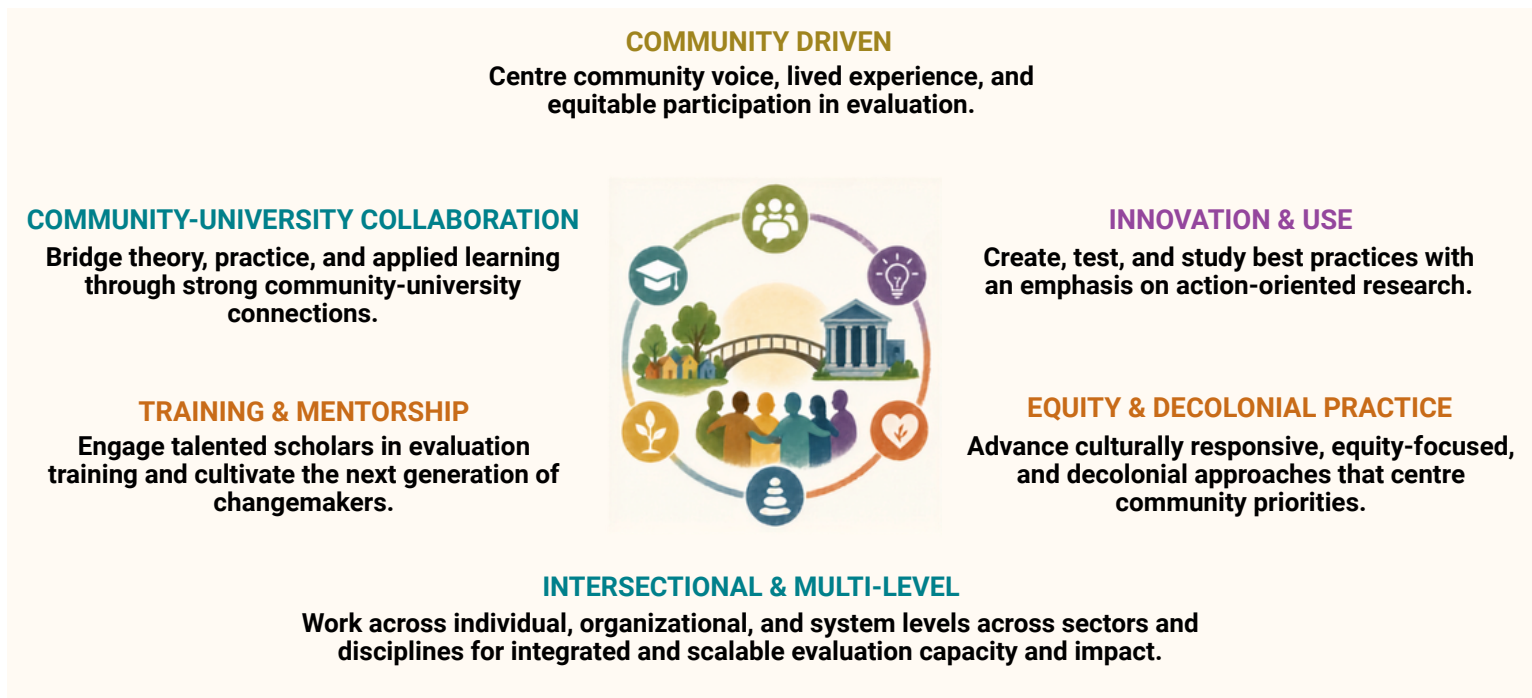 COMMUNITY DRIVEN
Centre community voice, lived experience, and
equitable participation in evaluation.
COMMUNITY-UNIVERSITY COLLABORATION
Bridge theory, practice, and applied learning
through strong community-university
connections.
INNOVATION & USE
Create, test, and study best practices with
an emphasis on action-oriented research.
TRAINING & MENTORSHIP
Engage talented scholars in evaluation
training and cultivate the next generation of
changemakers.
EQUITY & DECOLONIAL PRACTICE
Advance culturally responsive, equity-focused,
and decolonial approaches that centre
community priorities.
INTERSECTIONAL & MULTI-LEVEL
Work across individual, organizational, and system levels across sectors and
disciplines for integrated and scalable evaluation capacity and impact.